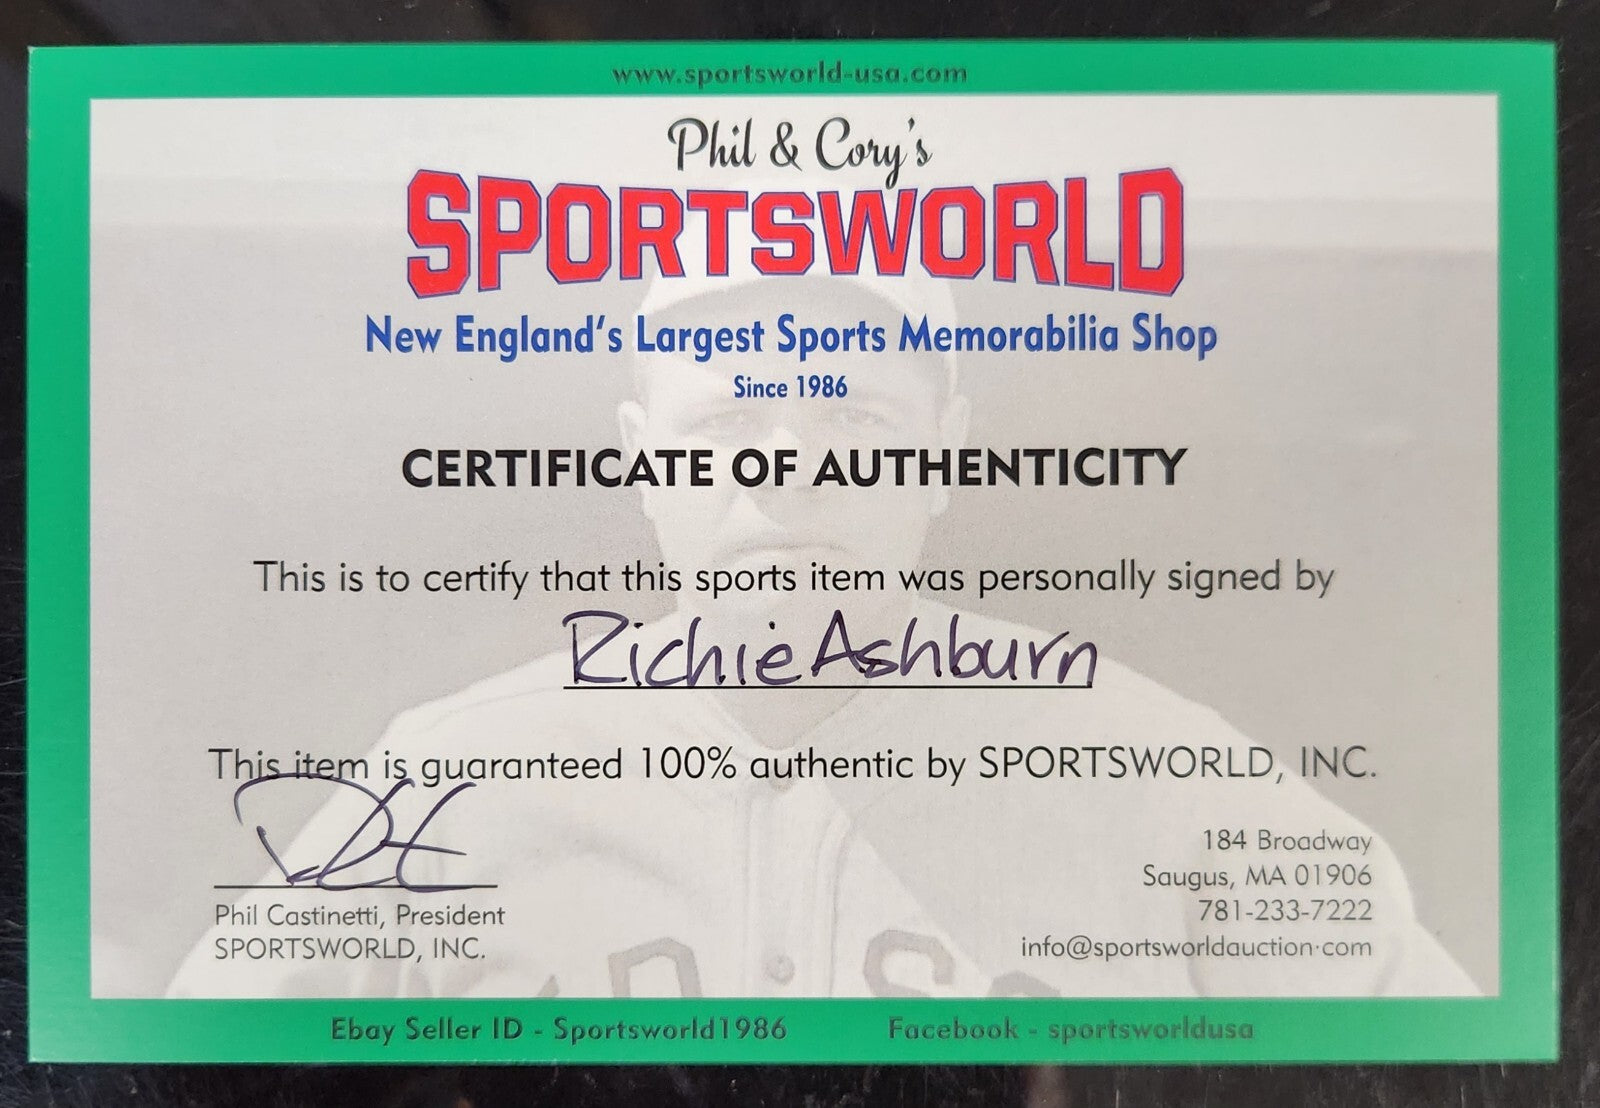 www.sportsworld-usa.com
Phil & Cory's
SPORTSWORLD
New England's Largest Sports Memorabilia Shop
Since 1986
CERTIFICATE OF AUTHENTICITY
This is to certify that this sports item was personally signed by
Richie Ashburn
This item is guaranteed 100% authentic by SPORTSWORLD, INC.
Phil Castinetti, President
SPORTSWORLD, INC.
184 Broadway
Saugus, MA 01906
781-233-7222
info@sportsworldauction·com
Ebay Seller ID - Sportsworld1986
Facebook - sportsworldusa